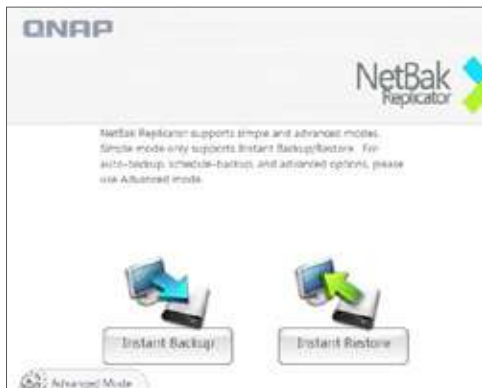 QNAP
NetBak
Replicator
NetBak Replicator supports simple and advanced modes.
Simple mode only supports Instant Backup/Restore. For
auto-backup, schedule-backup, and advanced options, please
use Advanced mode.
Instant Backup
Instant Restore
Advanced Mode